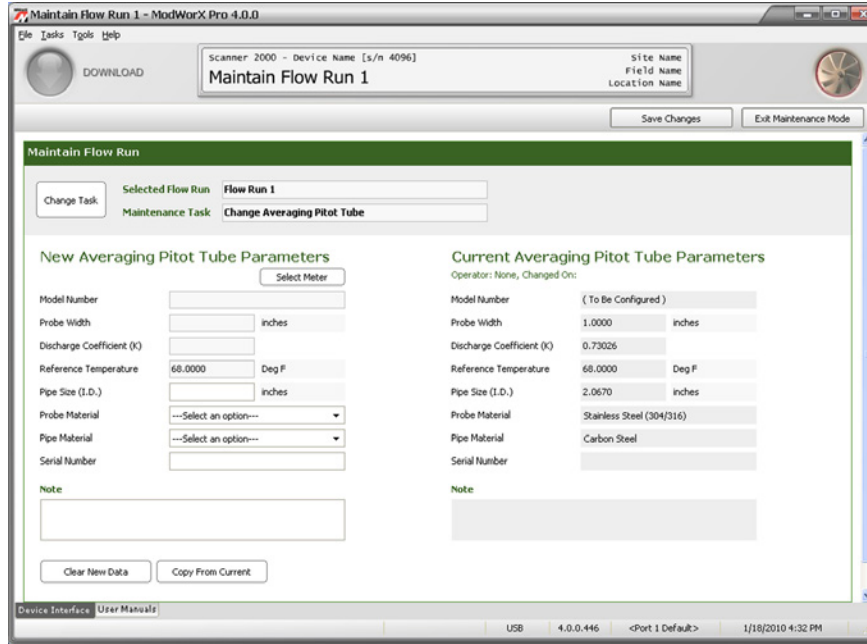 Maintain Flow Run 1 - ModWorX Pro 4.0.0
File Tasks Tools Help
DOWNLOAD
Scanner 2000 - Device Name [s/n 4096]
Maintain Flow Run 1
Site Name
Field Name
Location Name
Save Changes Exit Maintenance Mode
Maintain Flow Run
Change Task
Selected Flow Run Flow Run 1
Maintenance Task Change Averaging Pitot Tube
New Averaging Pitot Tube Parameters
Select Meter
Model Number
Probe Width inches
Discharge Coefficient (K)
Reference Temperature 68.0000 Deg F
Pipe Size (I.D.) inches
Probe Material ---Select an option---
Pipe Material ---Select an option---
Serial Number
Note
Clear New Data Copy From Current
Current Averaging Pitot Tube Parameters
Operator: None, Changed On:
Model Number ( To Be Configured )
Probe Width 1.0000 inches
Discharge Coefficient (K) 0.73026
Reference Temperature 68.0000 Deg F
Pipe Size (I.D.) 2.0670 inches
Probe Material Stainless Steel (304/316)
Pipe Material Carbon Steel
Serial Number
Note
Device Interface User Manuals
USB 4.0.0.446 <Port 1 Default> 1/18/2010 4:32 PM